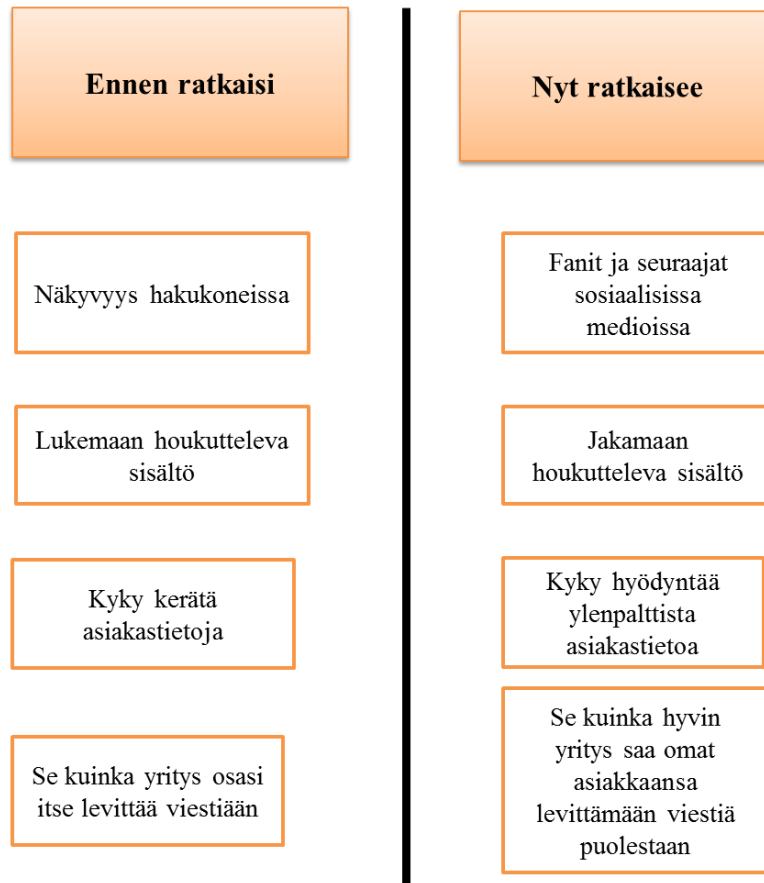 Ennen ratkaisi
Nyt ratkaisee
Näkyvyys hakukoneissa
Fanit ja seuraajat
sosiaalisissa
medioissa
Lukemaan houkutteleva
sisältö
Jakamaan
houkutteleva sisältö
Kyky kerätä
asiakastietoja
Kyky hyödyntää
ylenpalttista
asiakastietoa
Se kuinka yritys osasi
itse levittää viestiään
Se kuinka hyvin
yritys saa omat
asiakkaansa
levittämään viestiä
puolestaan